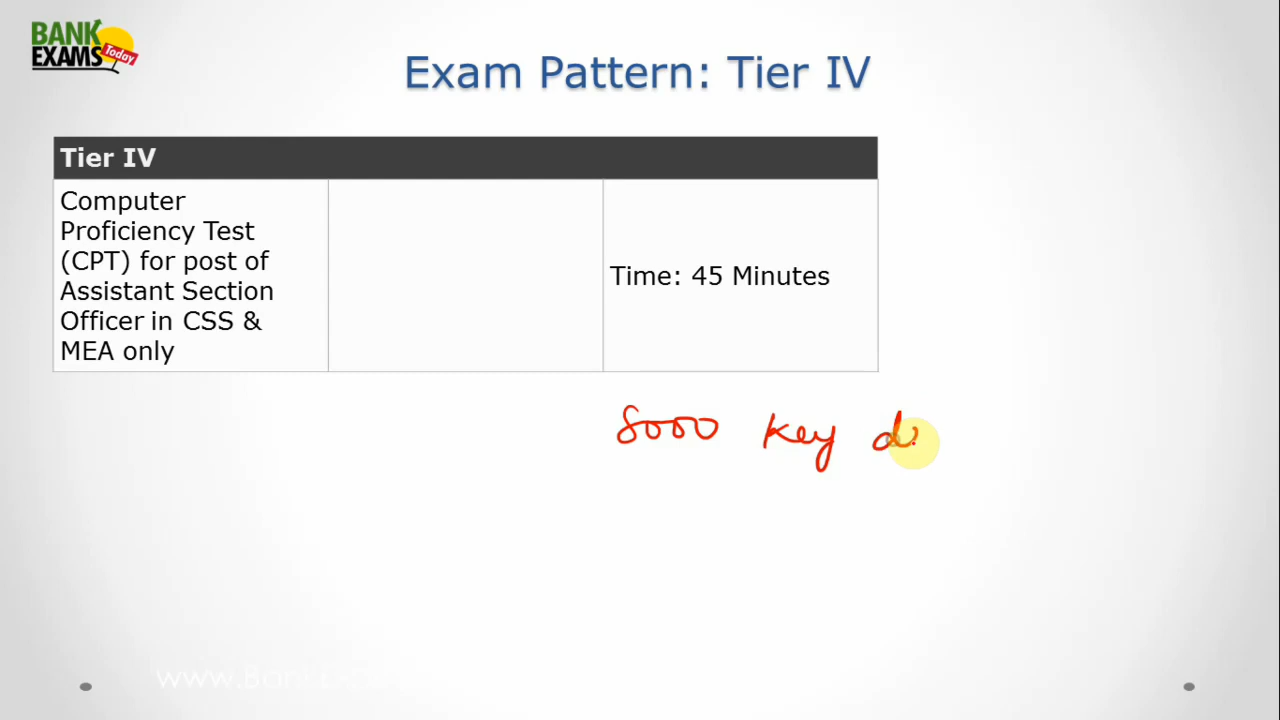 BANK
EXAMS Today
Exam Pattern: Tier IV
Tier IV
Computer
Proficiency Test
(CPT) for post of
Assistant Section
Officer in CSS &
MEA only
Time: 45 Minutes
8000 key